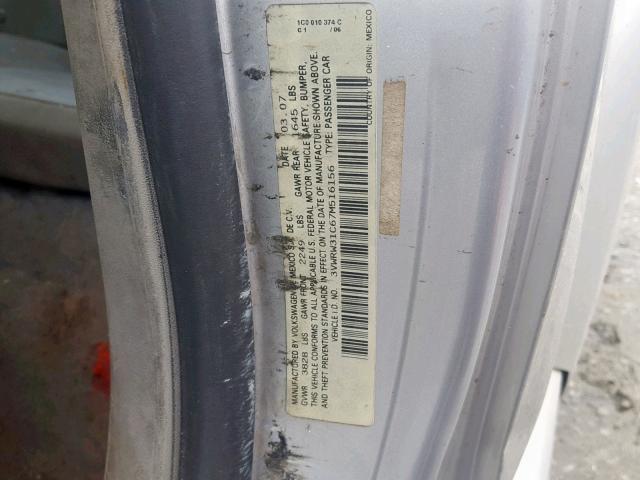 1C0 010 374 C
G 1 / 06
MANUFACTURED BY VOLKSWAGEN DE MEXICO S.A. DE C.V. DATE 03.07
GVWR 3828 LBS GAWR FRONT 2249 LBS GAWR REAR 1645 LBS
THIS VEHICLE CONFORMS TO ALL APPLICABLE U.S. FEDERAL MOTOR VEHICLE SAFETY, BUMPER,
AND THEFT PREVENTION STANDARDS IN EFFECT ON THE DATE OF MANUFACTURE SHOWN ABOVE.
VEHICLE I.D. NO. 3VWRW31C67M516156 TYPE: PASSENGER CAR
COUNTRY OF ORIGIN: MEXICO